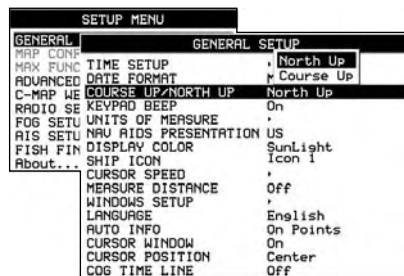 SETUP MENU
GENERAL
MAP CONF
MAX FUNC
ADVANCED
C-MAP WE
RADIO SE
FOG SETU
AIS SETU
FISH FIN
About...
GENERAL SETUP
TIME SETUP
DATE FORMAT M
COURSE UP/NORTH UP North Up
KEYPAD BEEP On
UNITS OF MEASURE
NAV AIDS PRESENTATION US
DISPLAY COLOR SunLight
SHIP ICON Icon 1
CURSOR SPEED
MEASURE DISTANCE Off
WINDOWS SETUP
LANGUAGE English
AUTO INFO On Points
CURSOR WINDOW On
CURSOR POSITION Center
COG TIME LINE Off
North Up
Course Up